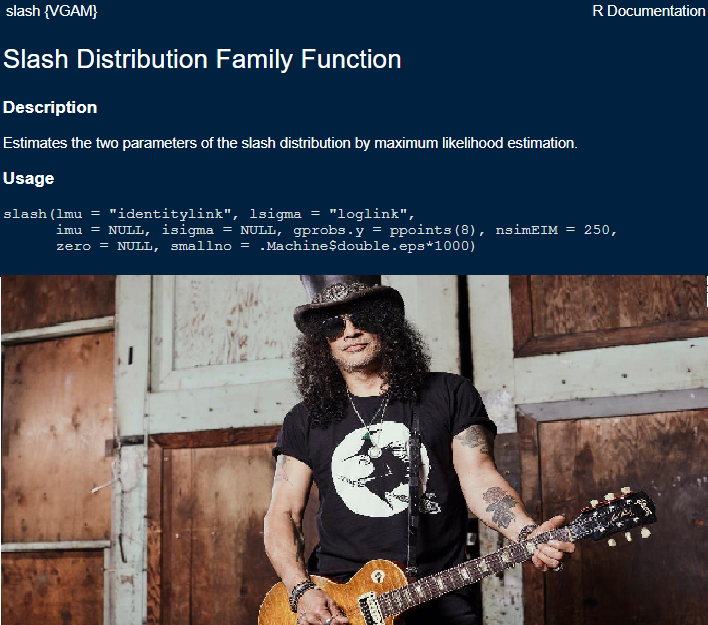 slash {VGAM} R Documentation
Slash Distribution Family Function
Description
Estimates the two parameters of the slash distribution by maximum likelihood estimation.
Usage
slash(lmu = "identitylink", lsigma = "loglink",
      imu = NULL, isigma = NULL, gprobs.y = ppoints(8), nsimEIM = 250,
      zero = NULL, smallno = .Machine$double.eps*1000)